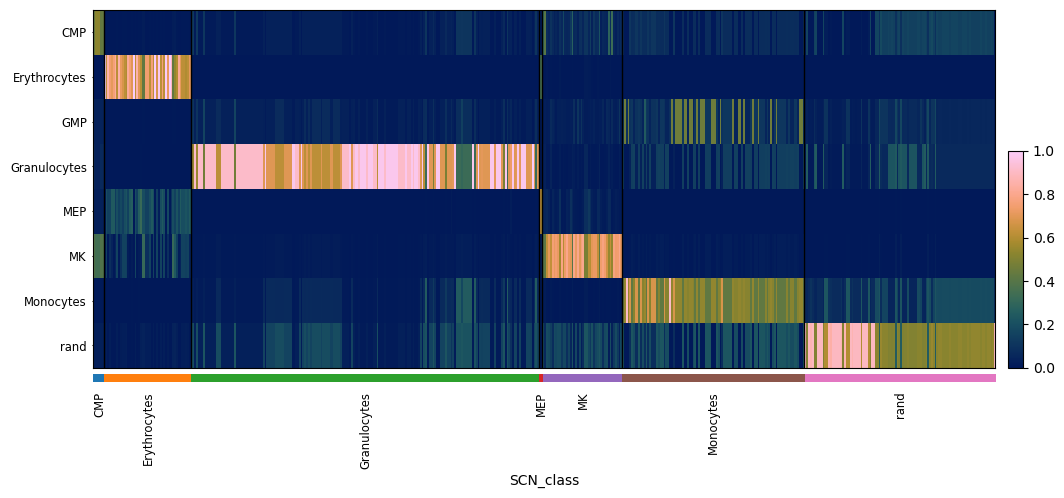 CMP
Erythrocytes
GMP
Granulocytes
MEP
MK
Monocytes
rand
1.0
0.8
0.6
0.4
0.2
0.0
CMP
Erythrocytes
Granulocytes
MEP
MK
Monocytes
rand
SCN_class